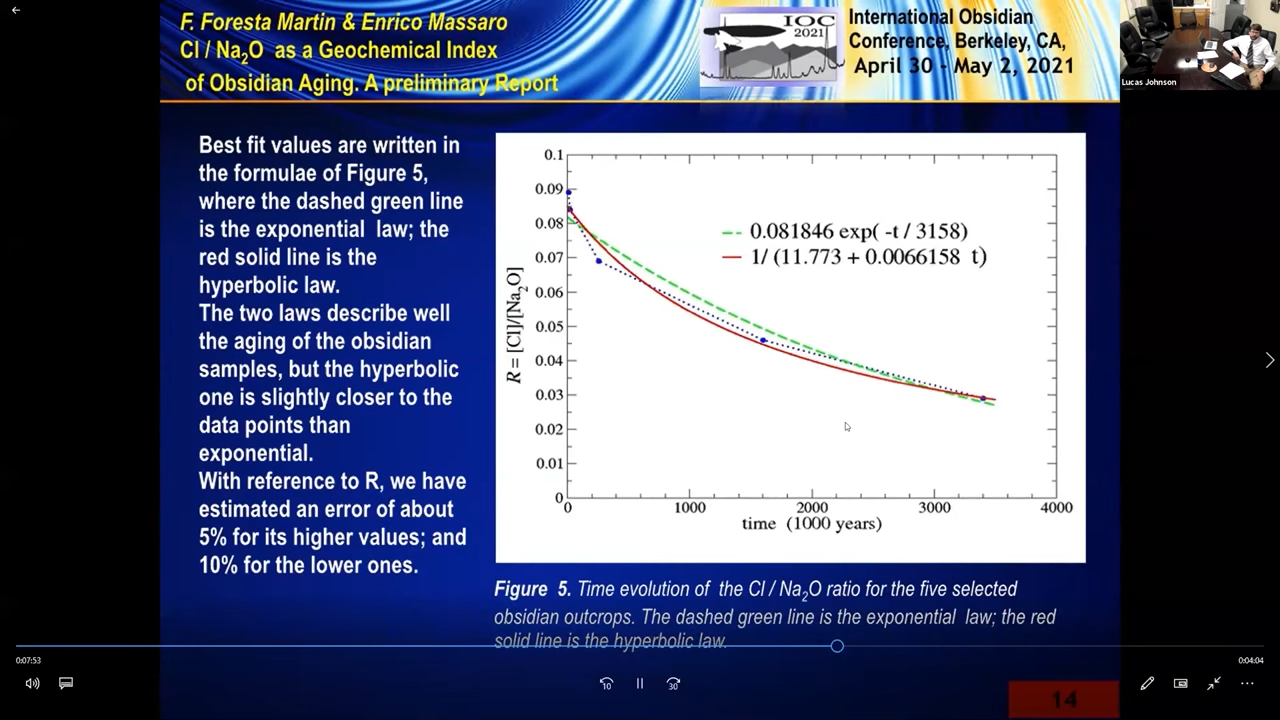 F. Foresta Martin & Enrico Massaro
Cl / Na2O as a Geochemical Index
of Obsidian Aging. A preliminary Report
IOC
2021
International Obsidian
Conference, Berkeley, CA,
April 30 - May 2, 2021
Lucas Johnson
Best fit values are written in
the formulae of Figure 5,
where the dashed green line
is the exponential law; the
red solid line is the
hyperbolic law.
The two laws describe well
the aging of the obsidian
samples, but the hyperbolic
one is slightly closer to the
data points than
exponential.
With reference to R, we have
estimated an error of about
5% for its higher values; and
10% for the lower ones.
R = [Cl]/[Na2O]
0.1
0.09
0.08
0.07
0.06
0.05
0.04
0.03
0.02
0.01
0
0.081846 exp( -t / 3158)
1/ (11.773 + 0.0066158 t)
0 1000 2000 3000 4000
time (1000 years)
Figure 5. Time evolution of the Cl / Na2O ratio for the five selected
obsidian outcrops. The dashed green line is the exponential law; the red
solid line is the hyperbolic law.
0:07:53
0:04:04
10
30
14